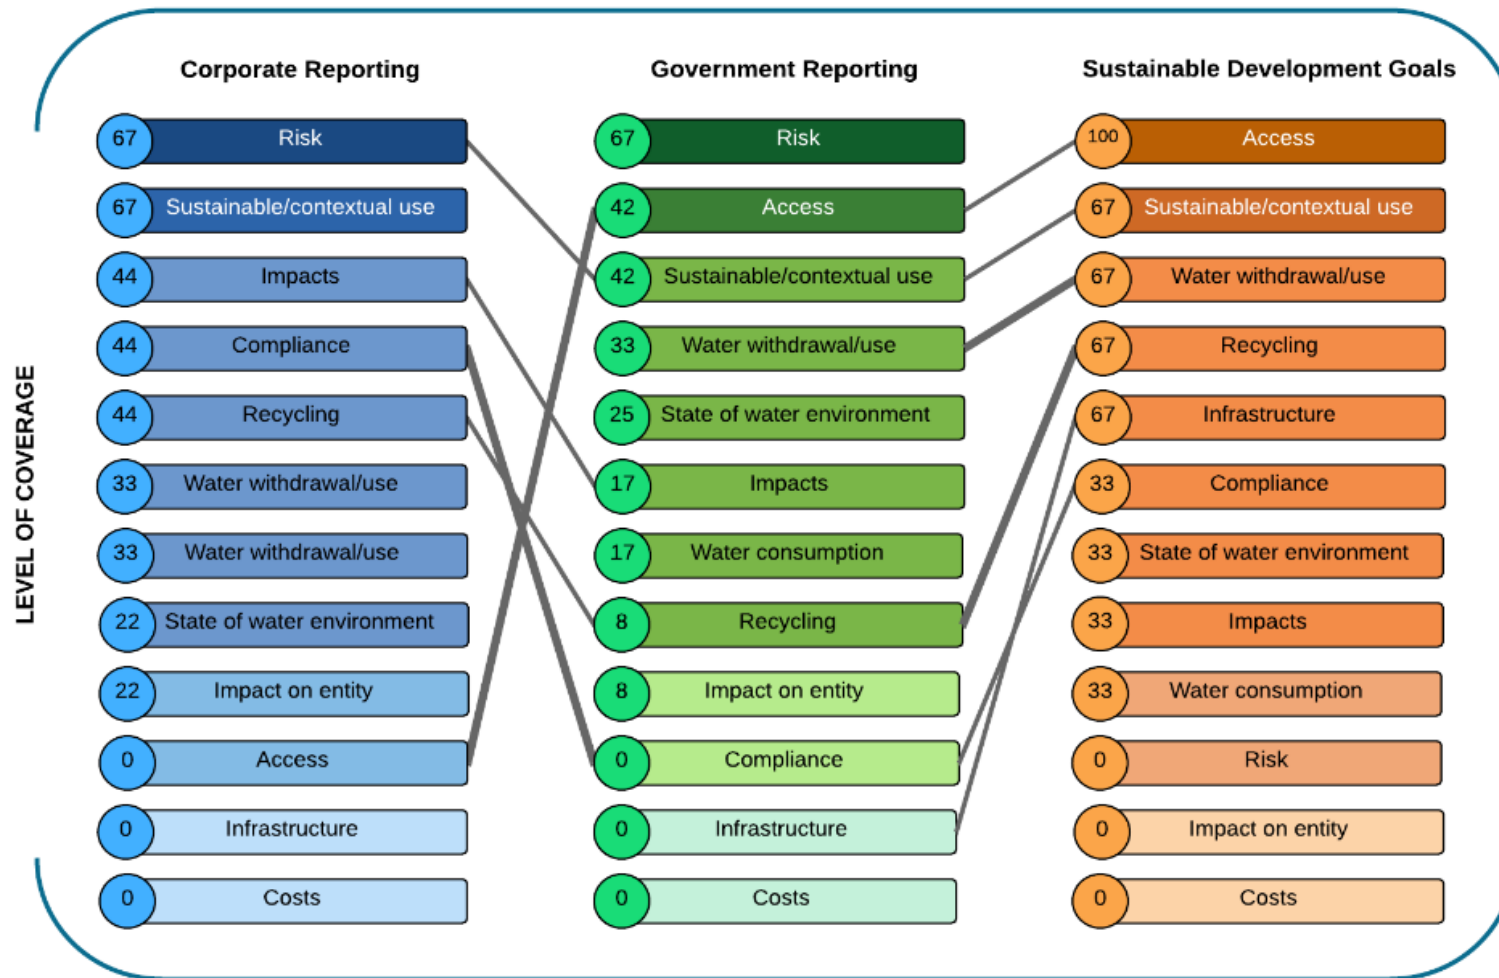 Corporate Reporting
Government Reporting
Sustainable Development Goals
LEVEL OF COVERAGE
67 Risk
67 Risk
100 Access
67 Sustainable/contextual use
42 Access
67 Sustainable/contextual use
44 Impacts
42 Sustainable/contextual use
67 Water withdrawal/use
44 Compliance
33 Water withdrawal/use
67 Recycling
44 Recycling
25 State of water environment
67 Infrastructure
33 Water withdrawal/use
17 Impacts
33 Compliance
33 Water withdrawal/use
17 Water consumption
33 State of water environment
22 State of water environment
8 Recycling
33 Impacts
22 Impact on entity
8 Impact on entity
33 Water consumption
0 Access
0 Compliance
0 Risk
0 Infrastructure
0 Infrastructure
0 Impact on entity
0 Costs
0 Costs
0 Costs